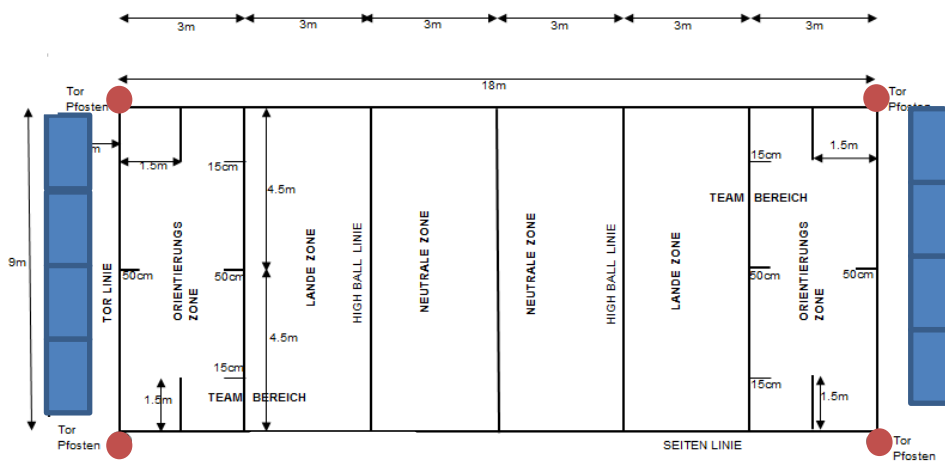 3m 3m 3m 3m 3m 3m
18m
Tor
Pfosten
Tor
Pfosten
m
1.5m
15cm
15cm
1.5m
4.5m
TEAM BEREICH
9m
TOR LINIE
ORIENTIERUNGS
ZONE
LANDE ZONE
HIGH BALL LINIE
NEUTRALE ZONE
NEUTRALE ZONE
HIGH BALL LINIE
LANDE ZONE
ORIENTIERUNGS
ZONE
50cm
50cm
50cm
50cm
4.5m
15cm
15cm
1.5m
TEAM BEREICH
1.5m
Tor
Pfosten
SEITEN LINIE
Tor
Pfosten